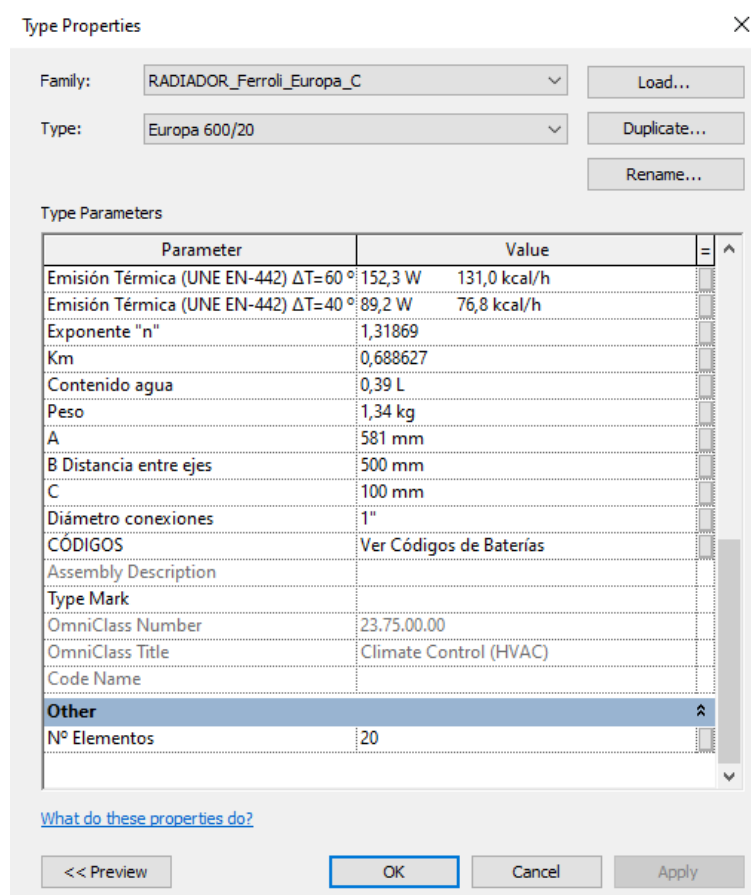 Type Properties
Family: RADIADOR_Ferroli_Europa_C Load...
Type: Europa 600/20 Duplicate...
Rename...
Type Parameters
Parameter Value =
Emisión Térmica (UNE EN-442) ΔT=60 º 152,3 W 131,0 kcal/h
Emisión Térmica (UNE EN-442) ΔT=40 º 89,2 W 76,8 kcal/h
Exponente "n" 1,31869
Km 0,688627
Contenido agua 0,39 L
Peso 1,34 kg
A 581 mm
B Distancia entre ejes 500 mm
C 100 mm
Diámetro conexiones 1"
CÓDIGOS Ver Códigos de Baterías
Assembly Description
Type Mark
OmniClass Number 23.75.00.00
OmniClass Title Climate Control (HVAC)
Code Name
Other
Nº Elementos 20
What do these properties do?
<< Preview OK Cancel Apply